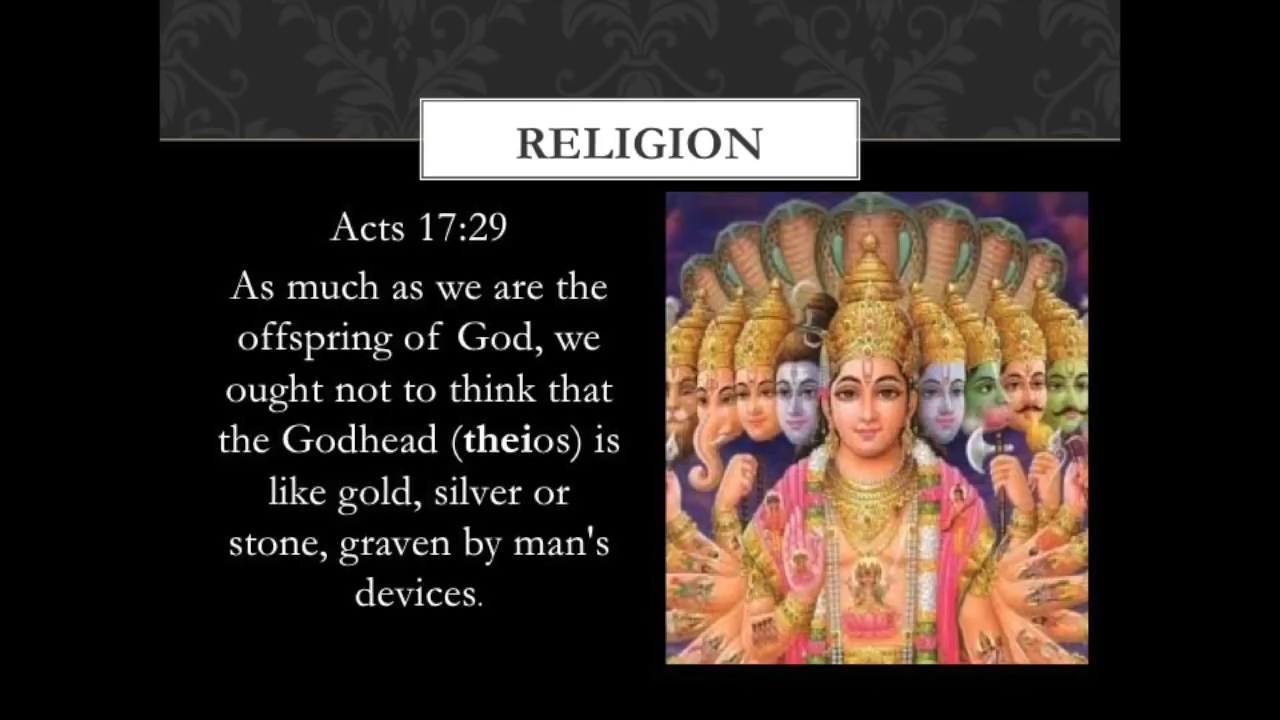 RELIGION
Acts 17:29
As much as we are the
offspring of God, we
ought not to think that
the Godhead (theios) is
like gold, silver or
stone, graven by man's
devices.